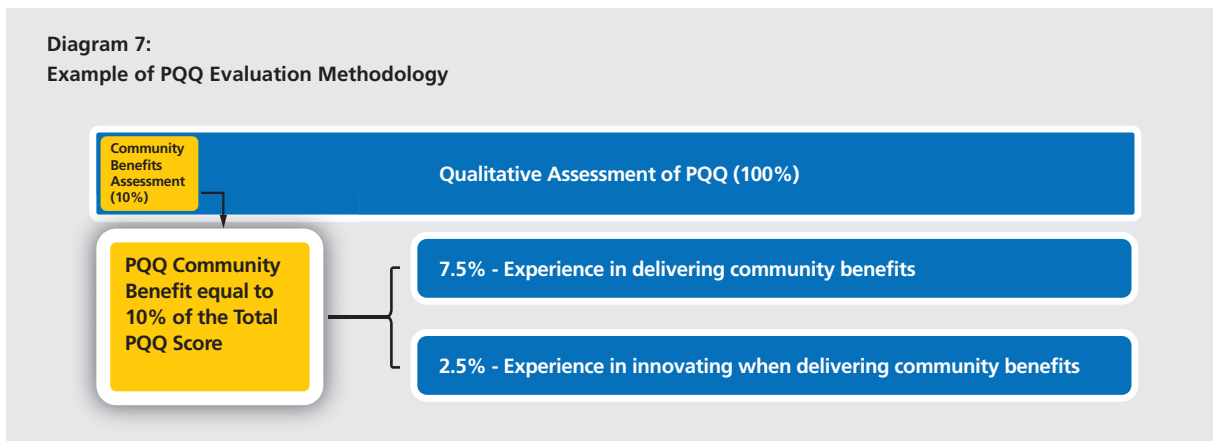 Diagram 7:
Example of PQQ Evaluation Methodology
Community
Benefits
Assessment
(10%)
Qualitative Assessment of PQQ (100%)
PQQ Community
Benefit equal to
10% of the Total
PQQ Score
7.5% - Experience in delivering community benefits
2.5% - Experience in innovating when delivering community benefits